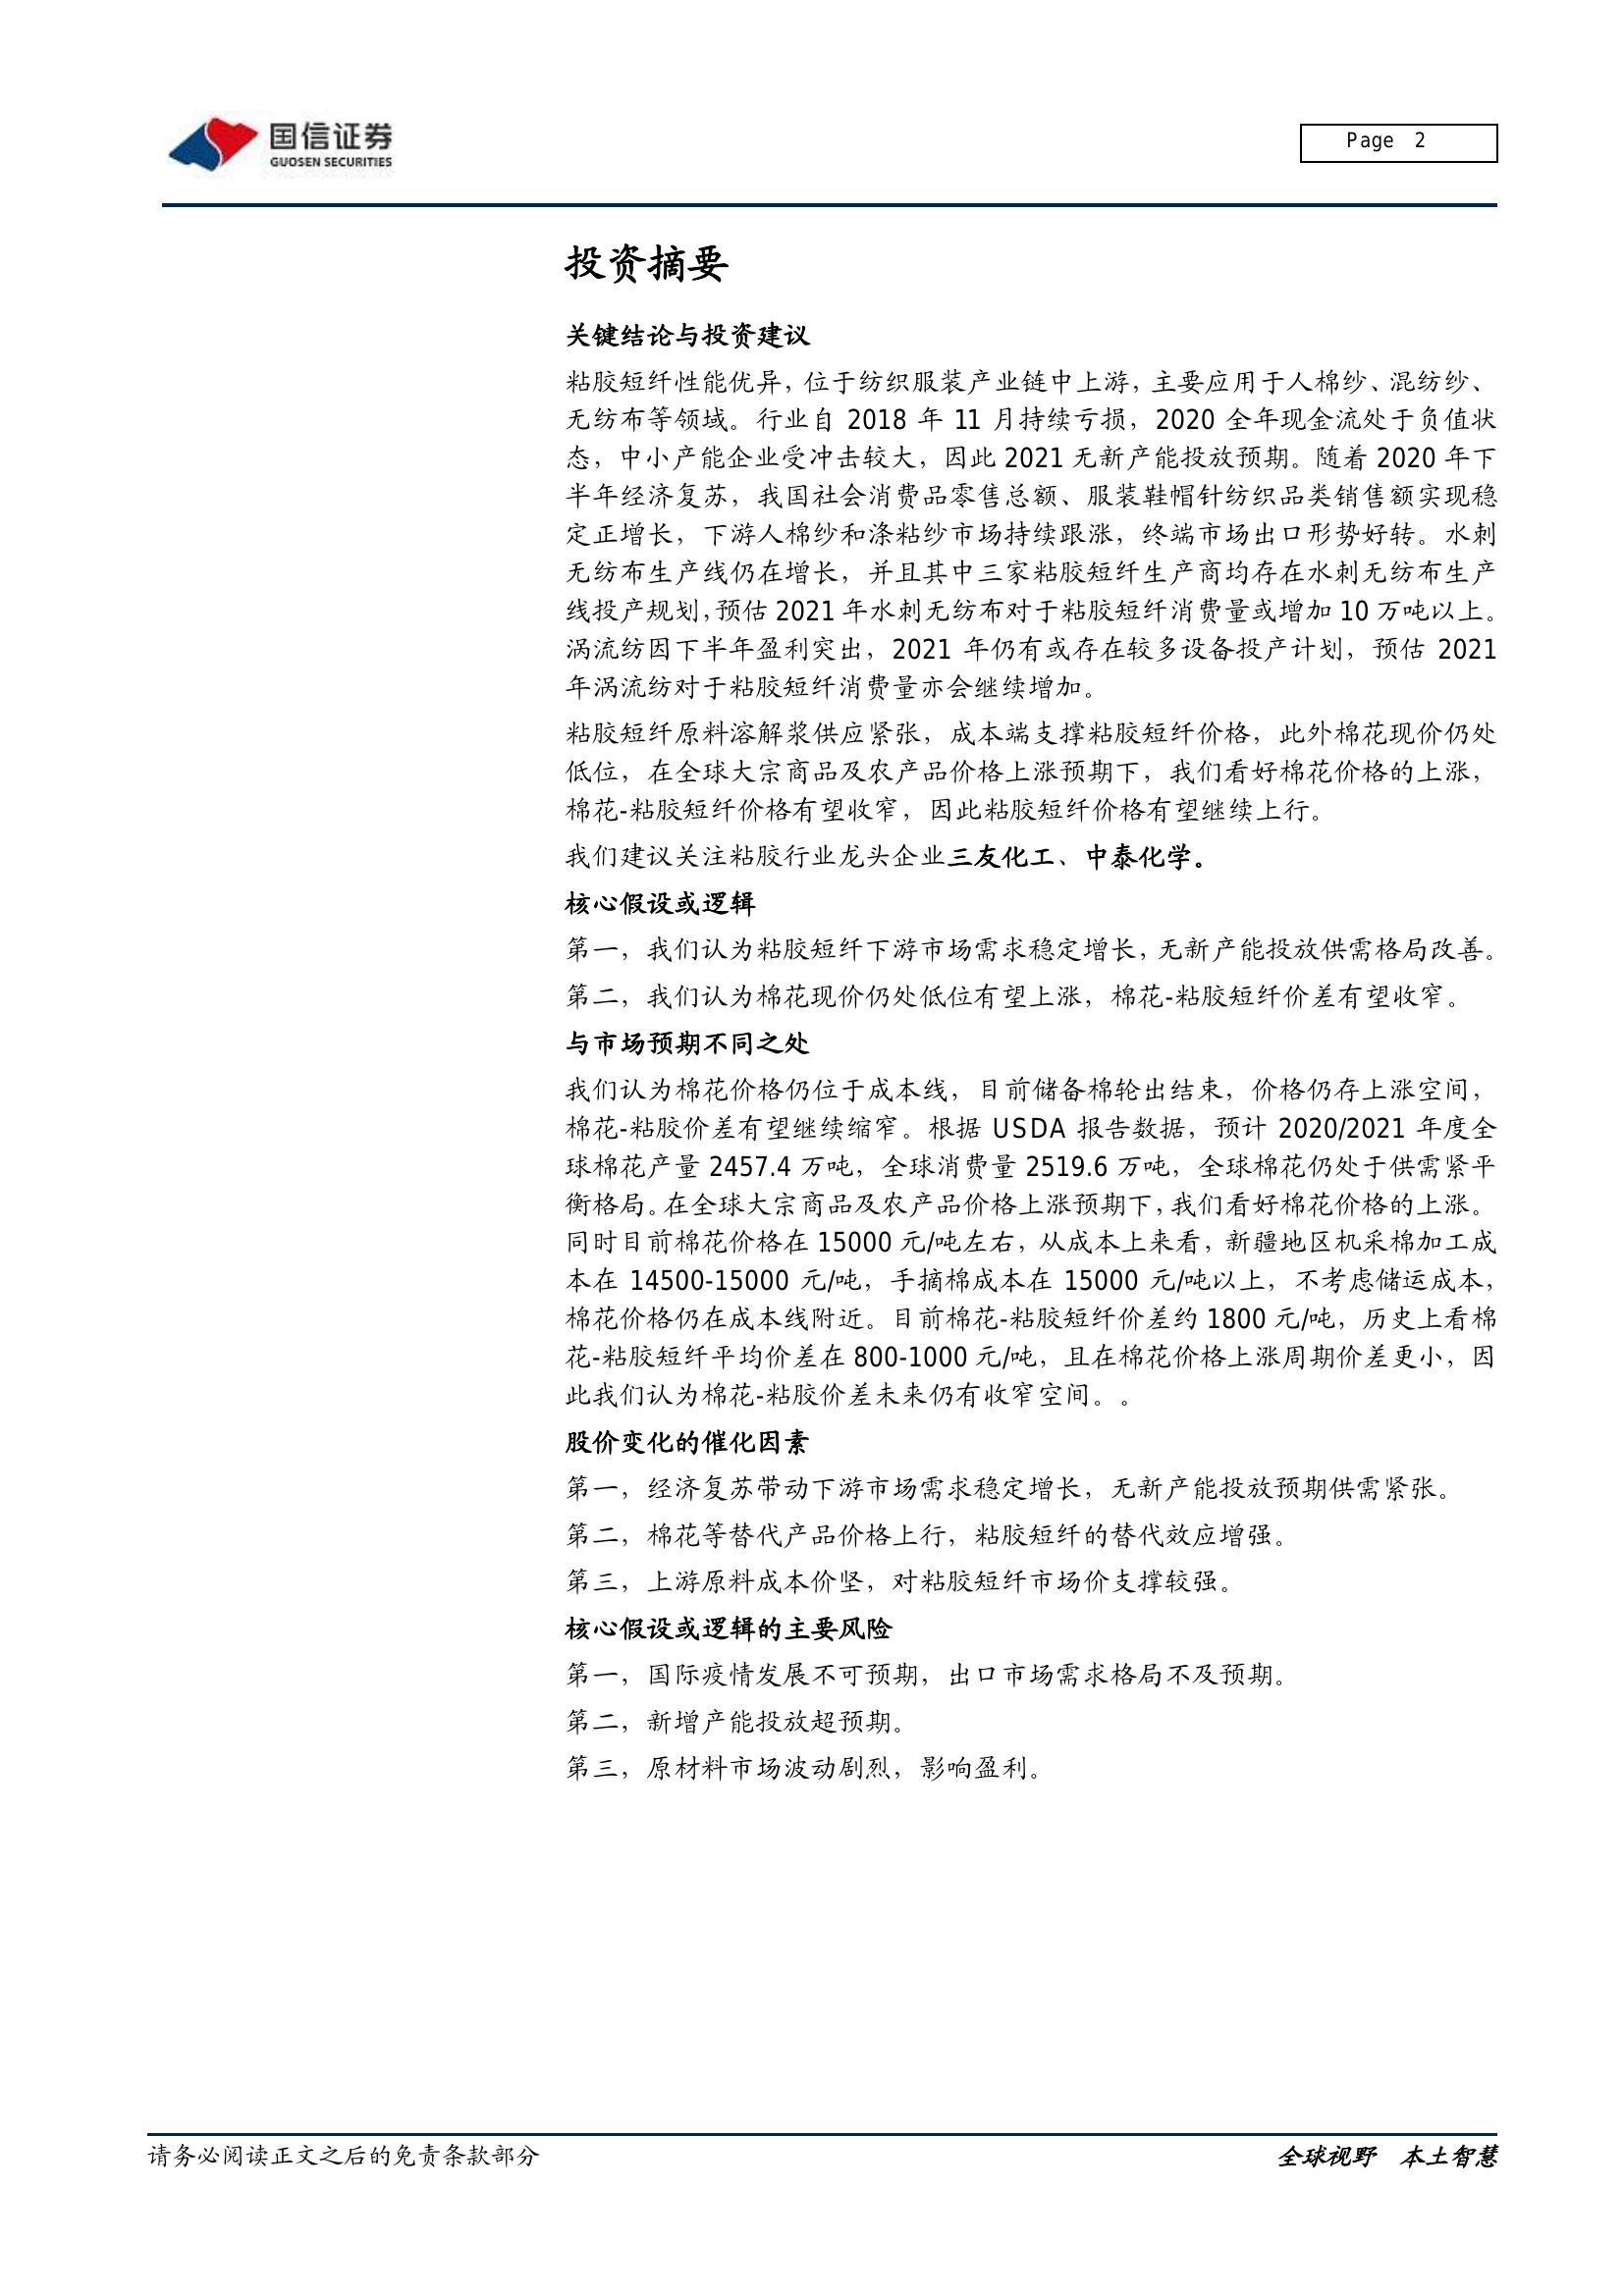 国信证券
GUOSEN SECURITIES
Page 2
投资摘要
关键结论与投资建议
粘胶短纤性能优异，位于纺织服装产业链中上游，主要应用于人棉纱、混纺纱、
无纺布等领域。行业自 2018 年 11 月持续亏损，2020 全年现金流处于负值状
态，中小产能企业受冲击较大，因此 2021 无新产能投放预期。随着 2020 年下
半年经济复苏，我国社会消费品零售总额、服装鞋帽针纺织品类销售额实现稳
定正增长，下游人棉纱和涤粘纱市场持续跟涨，终端市场出口形势好转。水刺
无纺布生产线仍在增长，并且其中三家粘胶短纤生产商均存在水刺无纺布生产
线投产规划，预估 2021 年水刺无纺布对于粘胶短纤消费量或增加 10 万吨以上。
涡流纺因下半年盈利突出，2021 年仍有或存在较多设备投产计划，预估 2021
年涡流纺对于粘胶短纤消费量亦会继续增加。
粘胶短纤原料溶解浆供应紧张，成本端支撑粘胶短纤价格，此外棉花现价仍处
低位，在全球大宗商品及农产品价格上涨预期下，我们看好棉花价格的上涨，
棉花-粘胶短纤价格有望收窄，因此粘胶短纤价格有望继续上行。
我们建议关注粘胶行业龙头企业三友化工、中泰化学。
核心假设或逻辑
第一，我们认为粘胶短纤下游市场需求稳定增长，无新产能投放供需格局改善。
第二，我们认为棉花现价仍处低位有望上涨，棉花-粘胶短纤价差有望收窄。
与市场预期不同之处
我们认为棉花价格仍位于成本线，目前储备棉轮出结束，价格仍存上涨空间，
棉花-粘胶价差有望继续缩窄。根据 USDA 报告数据，预计 2020/2021 年度全
球棉花产量 2457.4 万吨，全球消费量 2519.6 万吨，全球棉花仍处于供需紧平
衡格局。在全球大宗商品及农产品价格上涨预期下，我们看好棉花价格的上涨。
同时目前棉花价格在 15000 元/吨左右，从成本上来看，新疆地区机采棉加工成
本在 14500-15000 元/吨，手摘棉成本在 15000 元/吨以上，不考虑储运成本，
棉花价格仍在成本线附近。目前棉花-粘胶短纤价差约 1800 元/吨，历史上看棉
花-粘胶短纤平均价差在 800-1000 元/吨，且在棉花价格上涨周期价差更小，因
此我们认为棉花-粘胶价差未来仍有收窄空间。。
股价变化的催化因素
第一，经济复苏带动下游市场需求稳定增长，无新产能投放预期供需紧张。
第二，棉花等替代产品价格上行，粘胶短纤的替代效应增强。
第三，上游原料成本价坚，对粘胶短纤市场价支撑较强。
核心假设或逻辑的主要风险
第一，国际疫情发展不可预期，出口市场需求格局不及预期。
第二，新增产能投放超预期。
第三，原材料市场波动剧烈，影响盈利。
请务必阅读正文之后的免责条款部分
全球视野 本土智慧